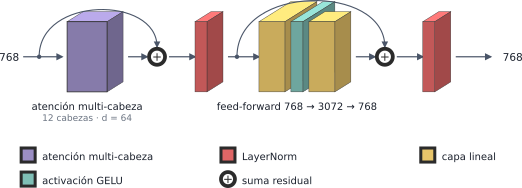 768
768
atención multi-cabeza
12 cabezas · d = 64
feed-forward 768 → 3072 → 768
atención multi-cabeza
LayerNorm
capa lineal
activación GELU
suma residual